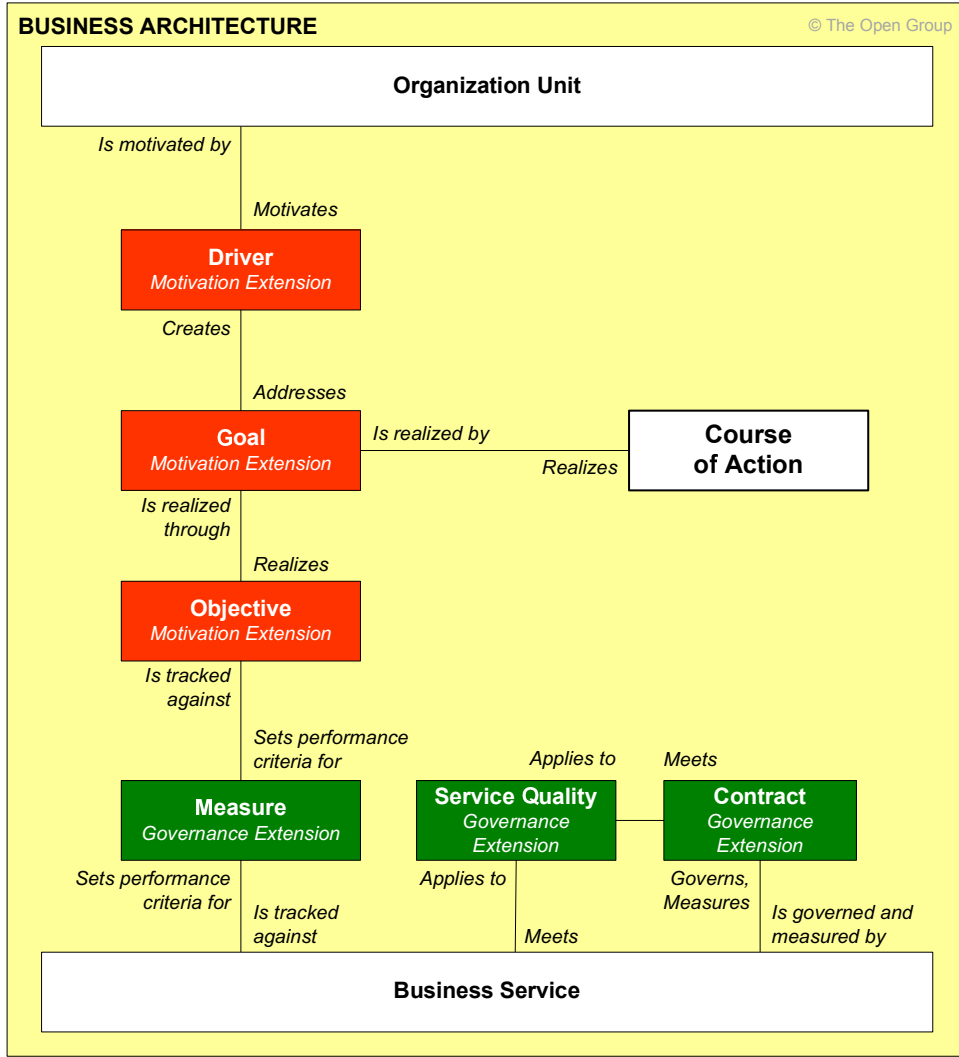 BUSINESS ARCHITECTURE
© The Open Group
Organization Unit
Is motivated by
Motivates
Driver
Motivation Extension
Creates
Addresses
Goal
Motivation Extension
Is realized by
Realizes
Course
of Action
Is realized
through
Realizes
Objective
Motivation Extension
Is tracked
against
Sets performance
criteria for
Applies to
Meets
Measure
Governance Extension
Service Quality
Governance
Extension
Contract
Governance
Extension
Sets performance
criteria for
Is tracked
against
Applies to
Meets
Governs,
Measures
Is governed and
measured by
Business Service